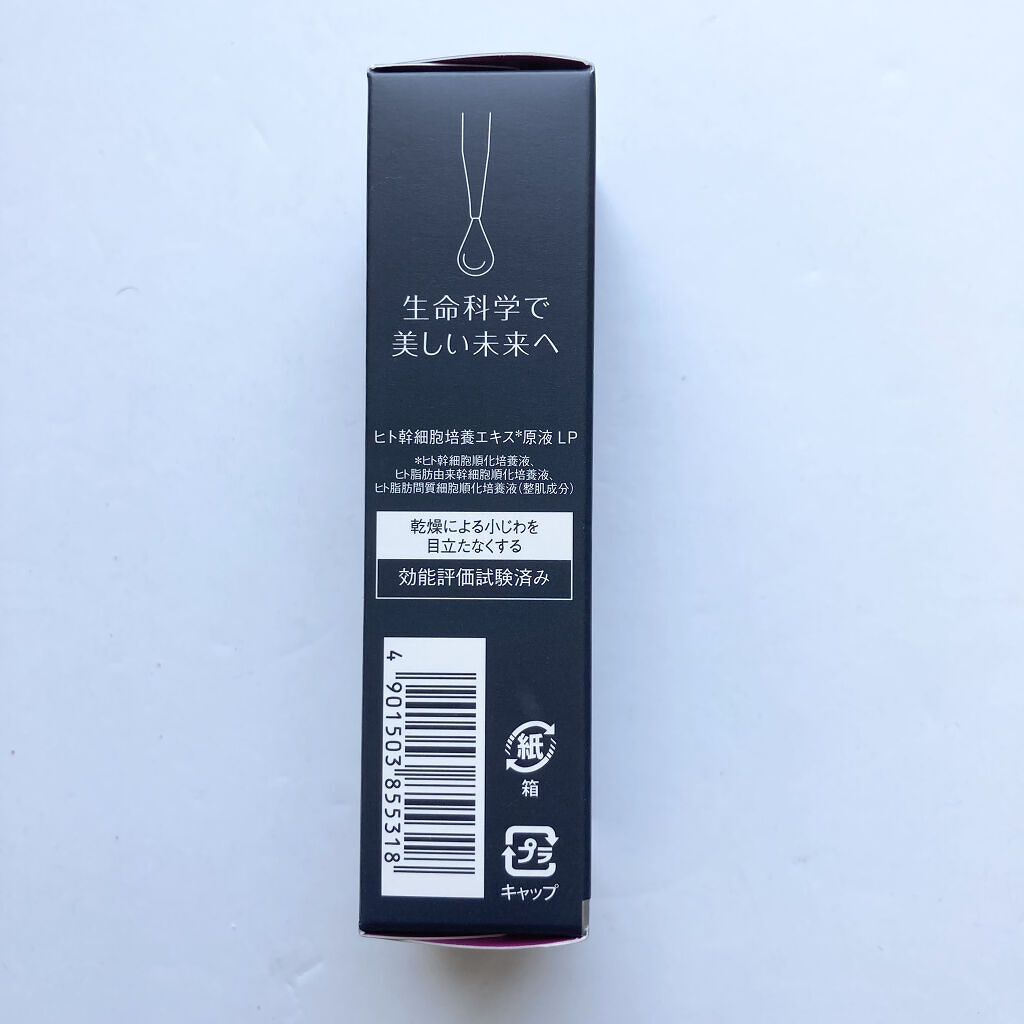 生命科学で
美しい未来へ
ヒト幹細胞培養エキス*原液 LP
*ヒト幹細胞順化培養液、
ヒト脂肪由来幹細胞順化培養液、
ヒト脂肪間質細胞順化培養液(整肌成分)
乾燥による小じわを
目立たなくする
効能評価試験済み
4 901503 855318
紙
箱
プラ
キャップ